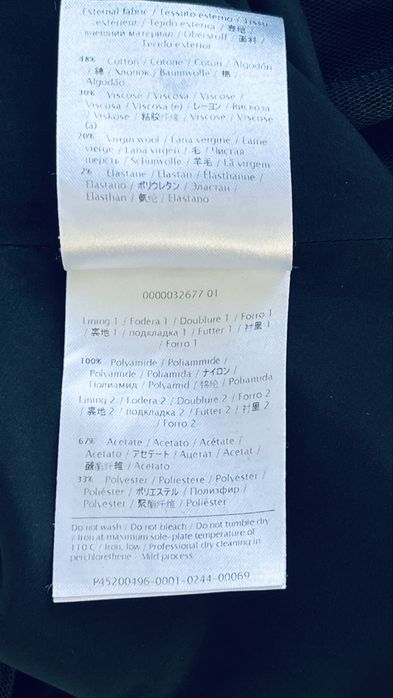 External fabric / Tessuto esterno / Tissu
extérieur / Tejido externo / 表地 /
внешний материал / Oberstoff / 面料 /
Tecido exterior
48% Cotton / Cotone / Coton / Algodón
/ 綿 / Хлопок / Baumwolle / 棉 /
Algodão
30% Viscose / Viscosa / Viscose /
Viscosa / Viscosa (e) / レーヨン / Вискоза
/ Viskose / 粘胶纤维 / Viscose / Viscose
(a)
20% Virgin wool / Lana vergine / Laine
vierge / Lana virgen / 毛 / Чистая
шерсть / Schurwolle / 羊毛 / Lã virgem
2% Elastane / Elastan / Élasthanne /
Elastano / ポリウレタン / Эластан /
Elasthan / 氨纶 / Elastano
0000032677 01
Lining 1 / Fodera 1 / Doublure 1 / Forro 1
/ 裏地 1 / подкладка 1 / Futter 1 / 衬里 1
/ Forro 1
100% Polyamide / Poliammide /
Polyamide / Poliamida / ナイロン /
Полиамид / Polyamid / 锦纶 / Poliamida
Lining 2 / Fodera 2 / Doublure 2 / Forro 2
/ 裏地 2 / подкладка 2 / Futter 2 / 衬里 2
/ Forro 2
67% Acetate / Acetato / Acétate /
Acetato / アセテート / Ацетат / Acetat /
醋酯纤维 / Acetato
33% Polyester / Poliestere / Polyester /
Poliéster / ポリエステル / Полиэфир /
Polyester / 聚酯纤维 / Poliéster
Do not wash / Do not bleach / Do not tumble dry
/ Iron at maximum sole-plate temperature of
110 C / Iron, low / Professional dry cleaning in
perchlorethene - Mild process
P45200496-0001-0244-00069